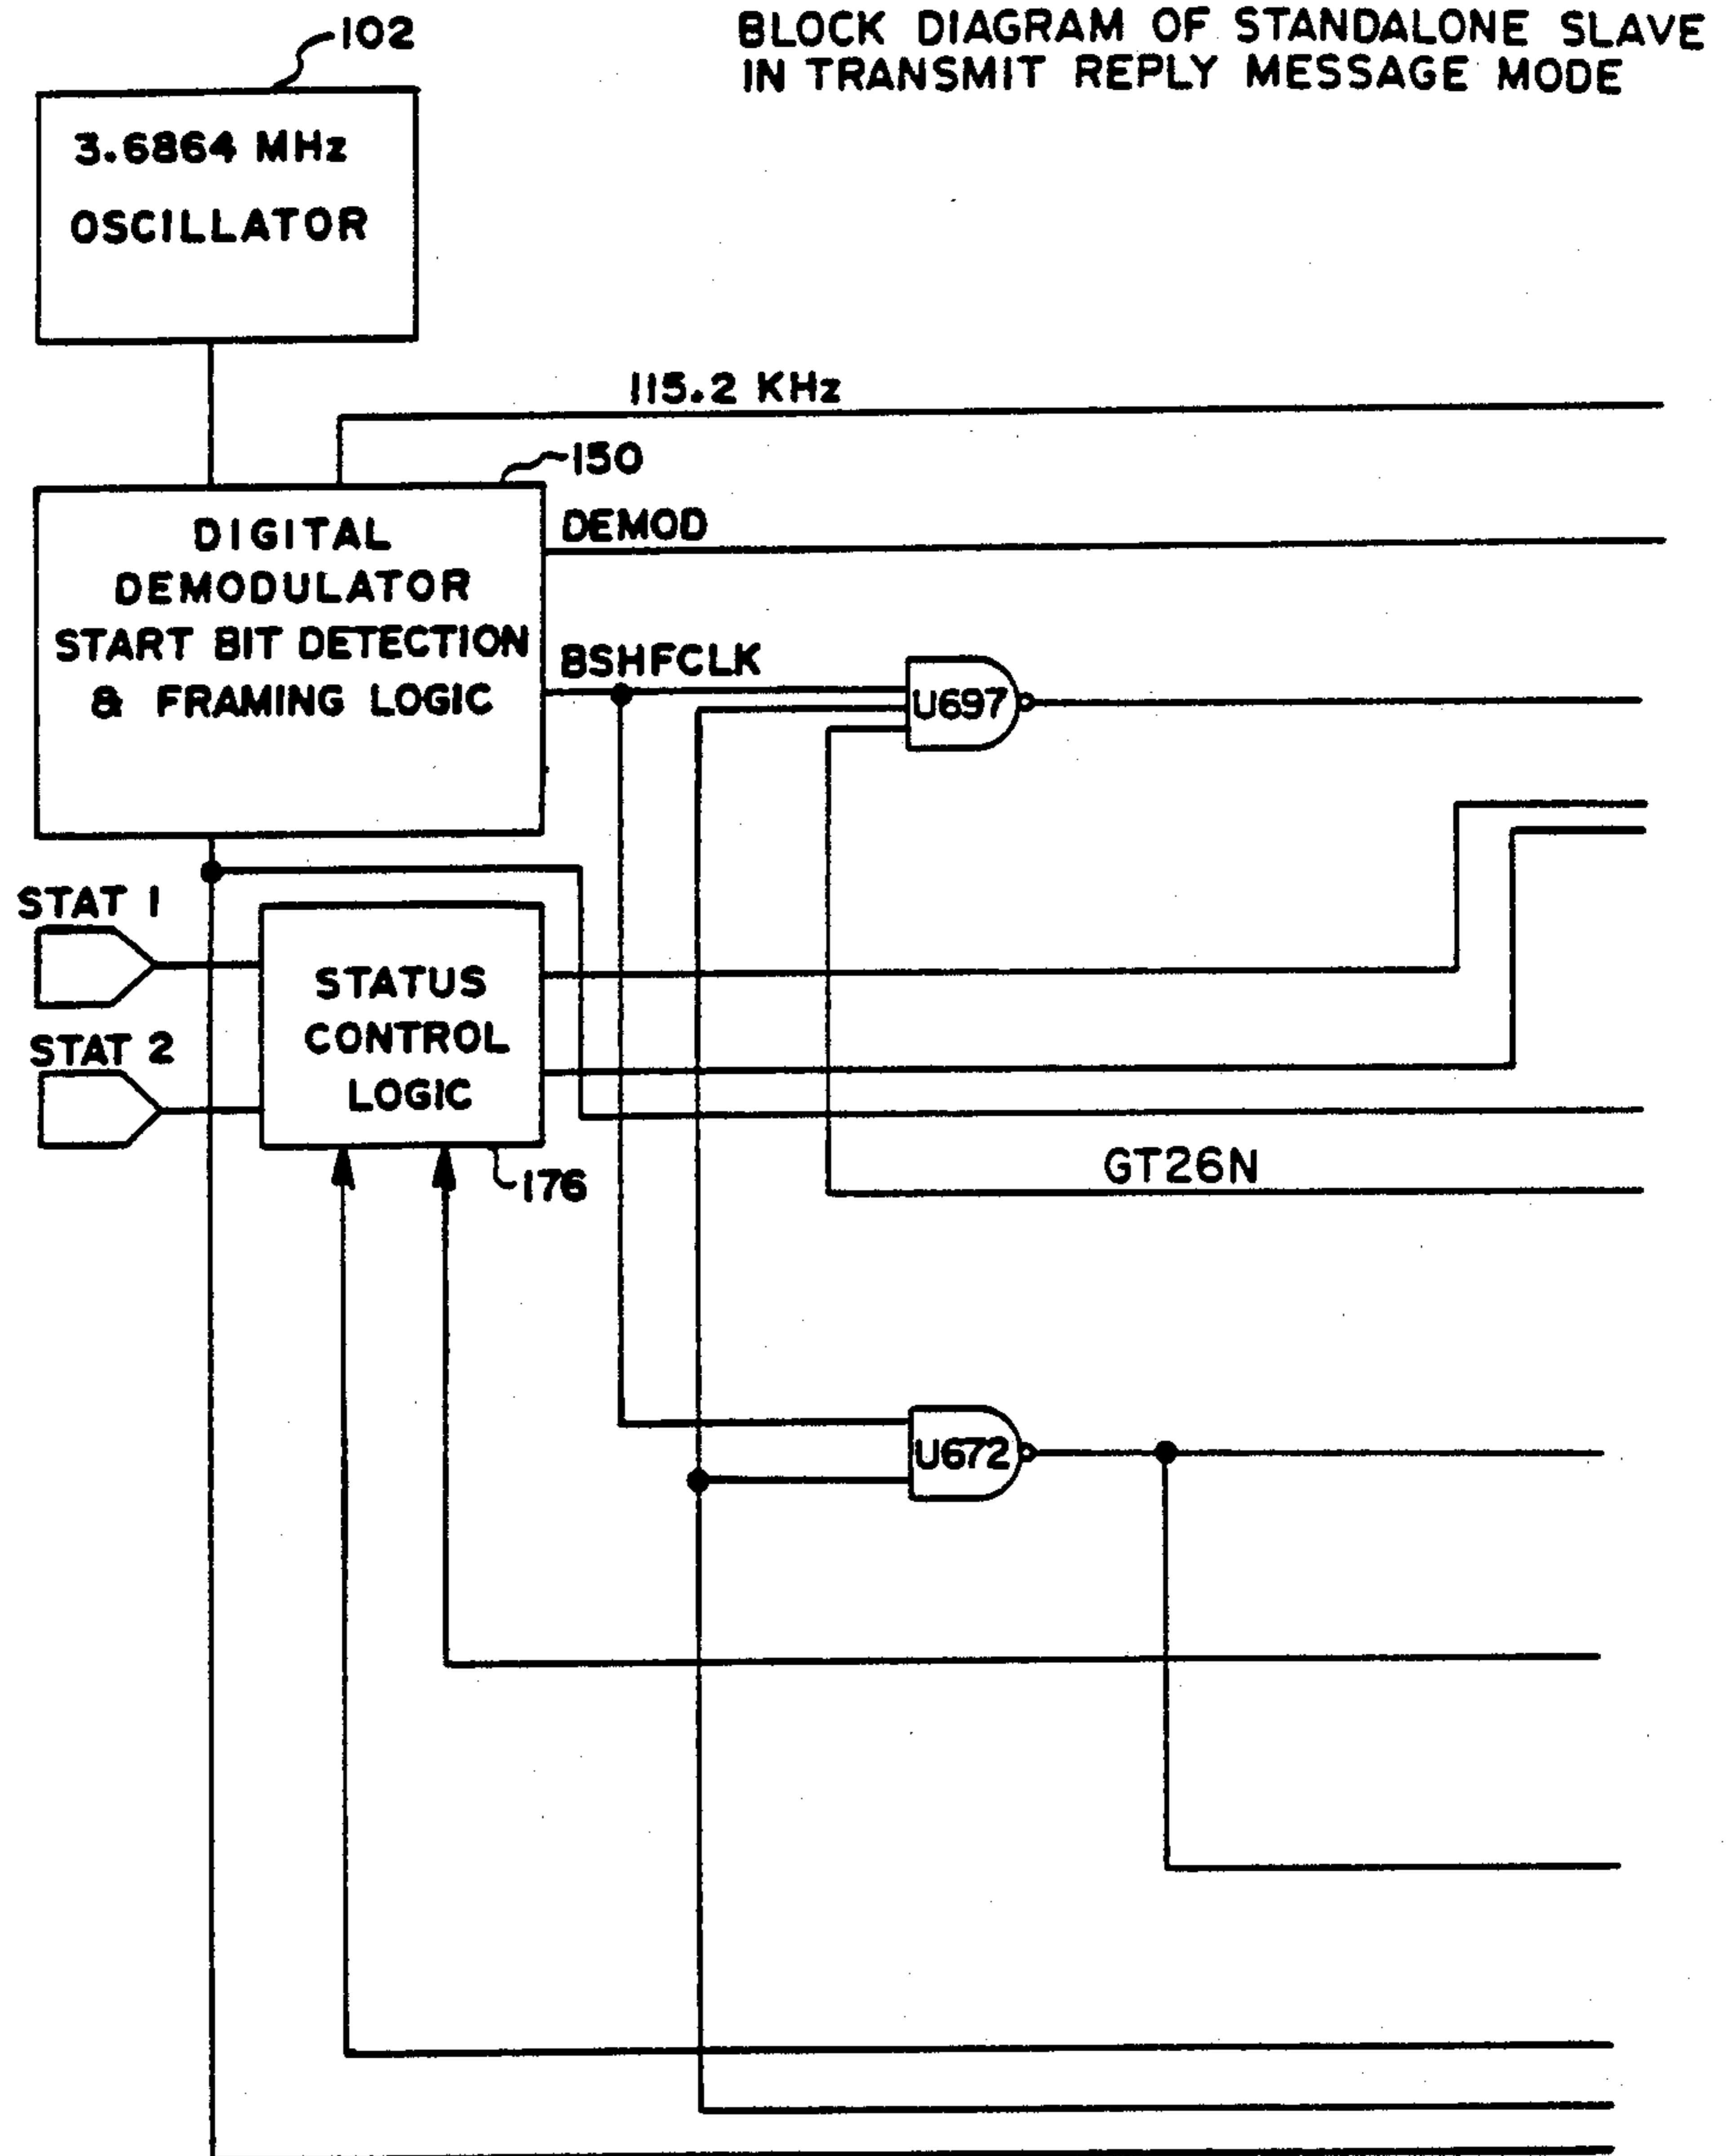 102
BLOCK DIAGRAM OF STANDALONE SLAVE
IN TRANSMIT REPLY MESSAGE MODE
3.6864 MHz
OSCILLATOR
115.2 KHz
150
DIGITAL
DEMODULATOR
START BIT DETECTION
& FRAMING LOGIC
DEMOD
BSHFCLK
U697
STAT 1
STAT 2
STATUS
CONTROL
LOGIC
176
GT26N
U672